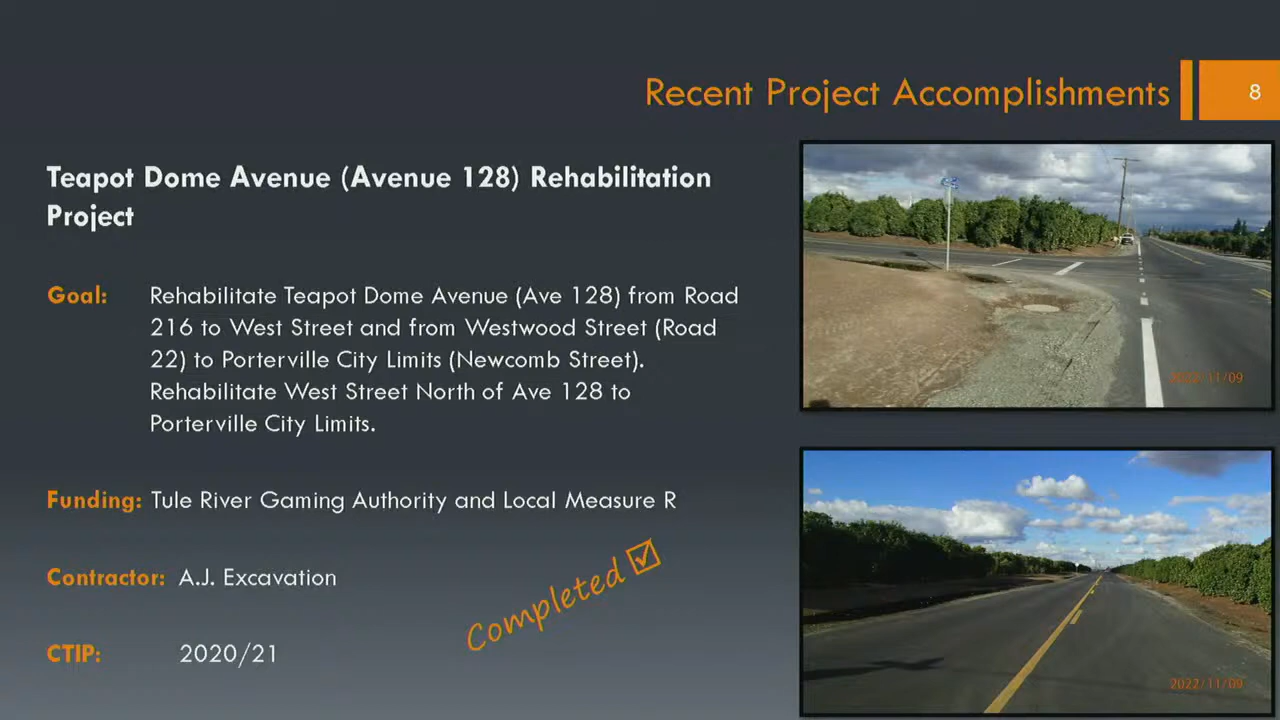 Recent Project Accomplishments
8
Teapot Dome Avenue (Avenue 128) Rehabilitation
Project
Goal: Rehabilitate Teapot Dome Avenue (Ave 128) from Road
216 to West Street and from Westwood Street (Road
22) to Porterville City Limits (Newcomb Street).
Rehabilitate West Street North of Ave 128 to
Porterville City Limits.
Funding: Tule River Gaming Authority and Local Measure R
Contractor: A.J. Excavation
Completed ☑
CTIP: 2020/21
2022/11/09
2022/11/09